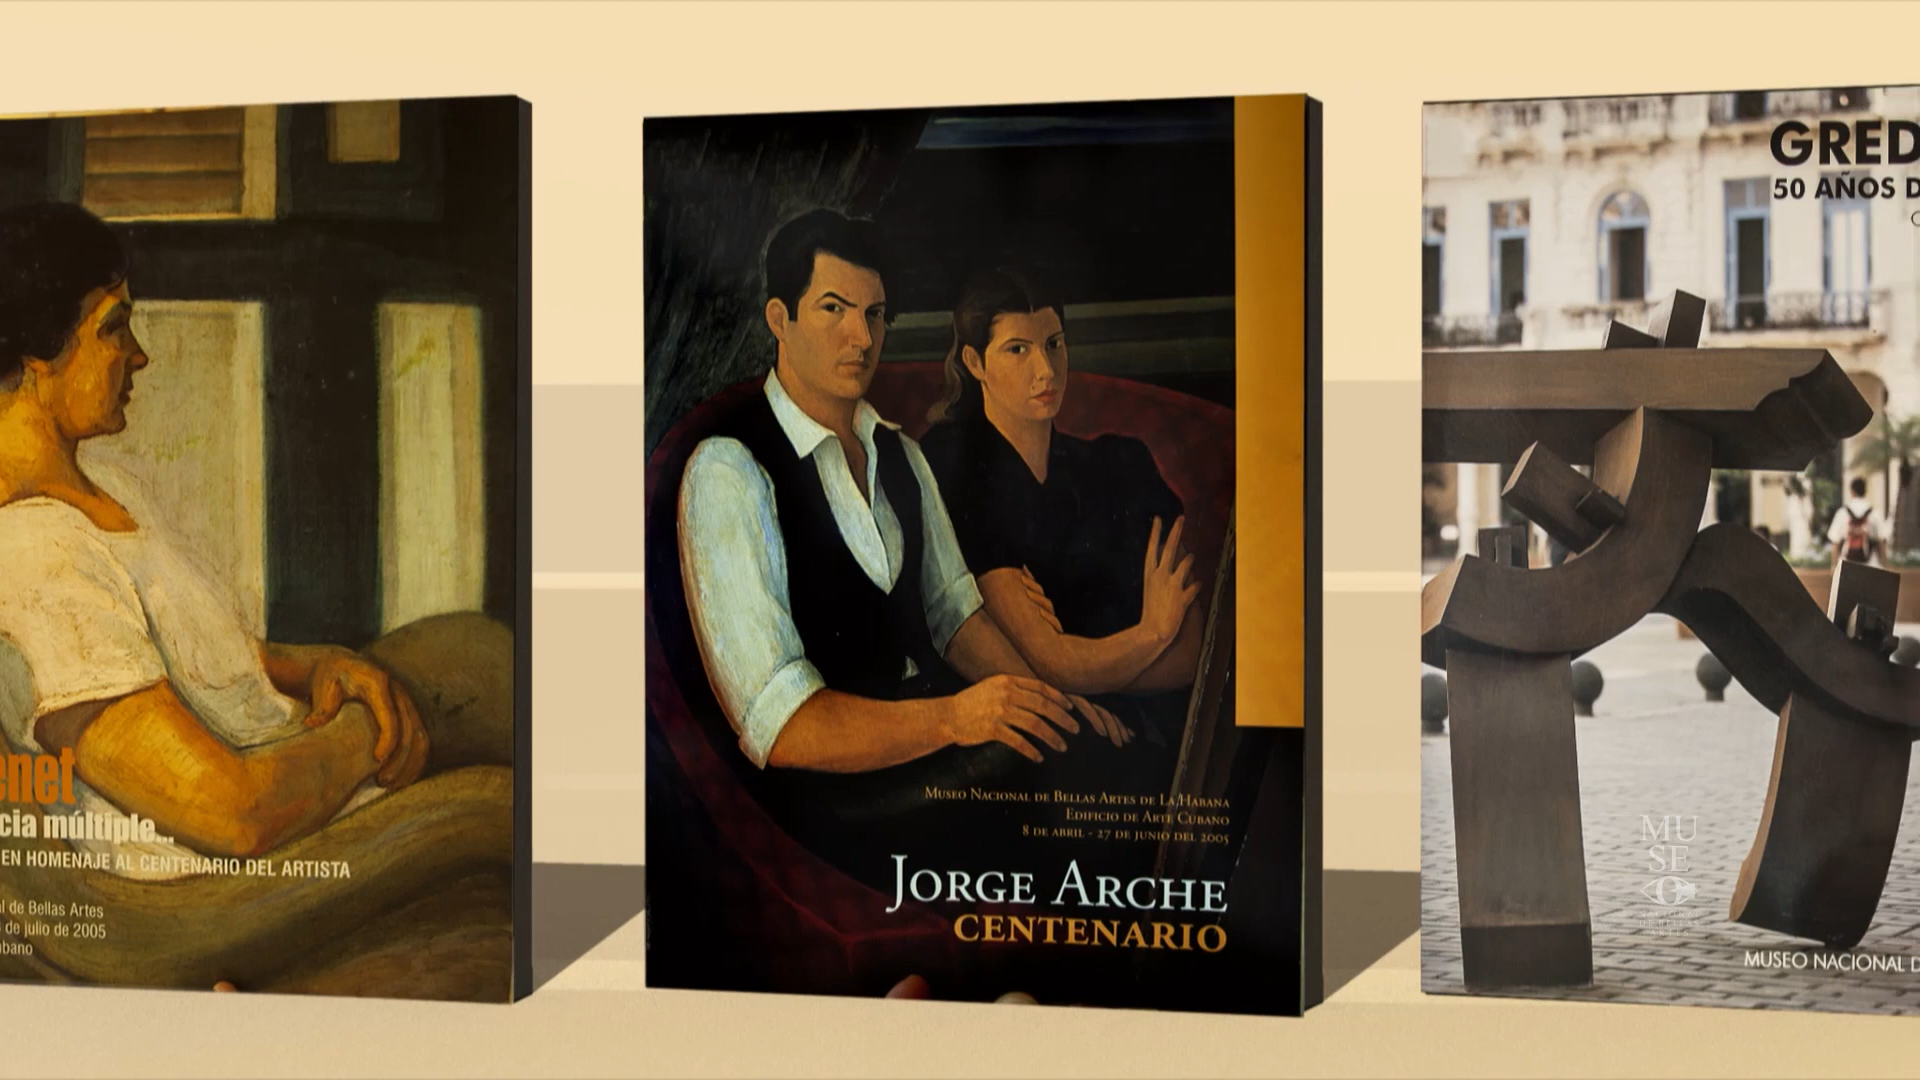 enet
cia múltiple...
EN HOMENAJE AL CENTENARIO DEL ARTISTA
al de Bellas Artes
de julio de 2005
ubano
MUSEO NACIONAL DE BELLAS ARTES DE LA HABANA
EDIFICIO DE ARTE CUBANO
8 DE ABRIL - 27 DE JUNIO DEL 2005
JORGE ARCHE
CENTENARIO
GRED
50 AÑOS D
MU
SE
O
MUSEO NACIONAL D